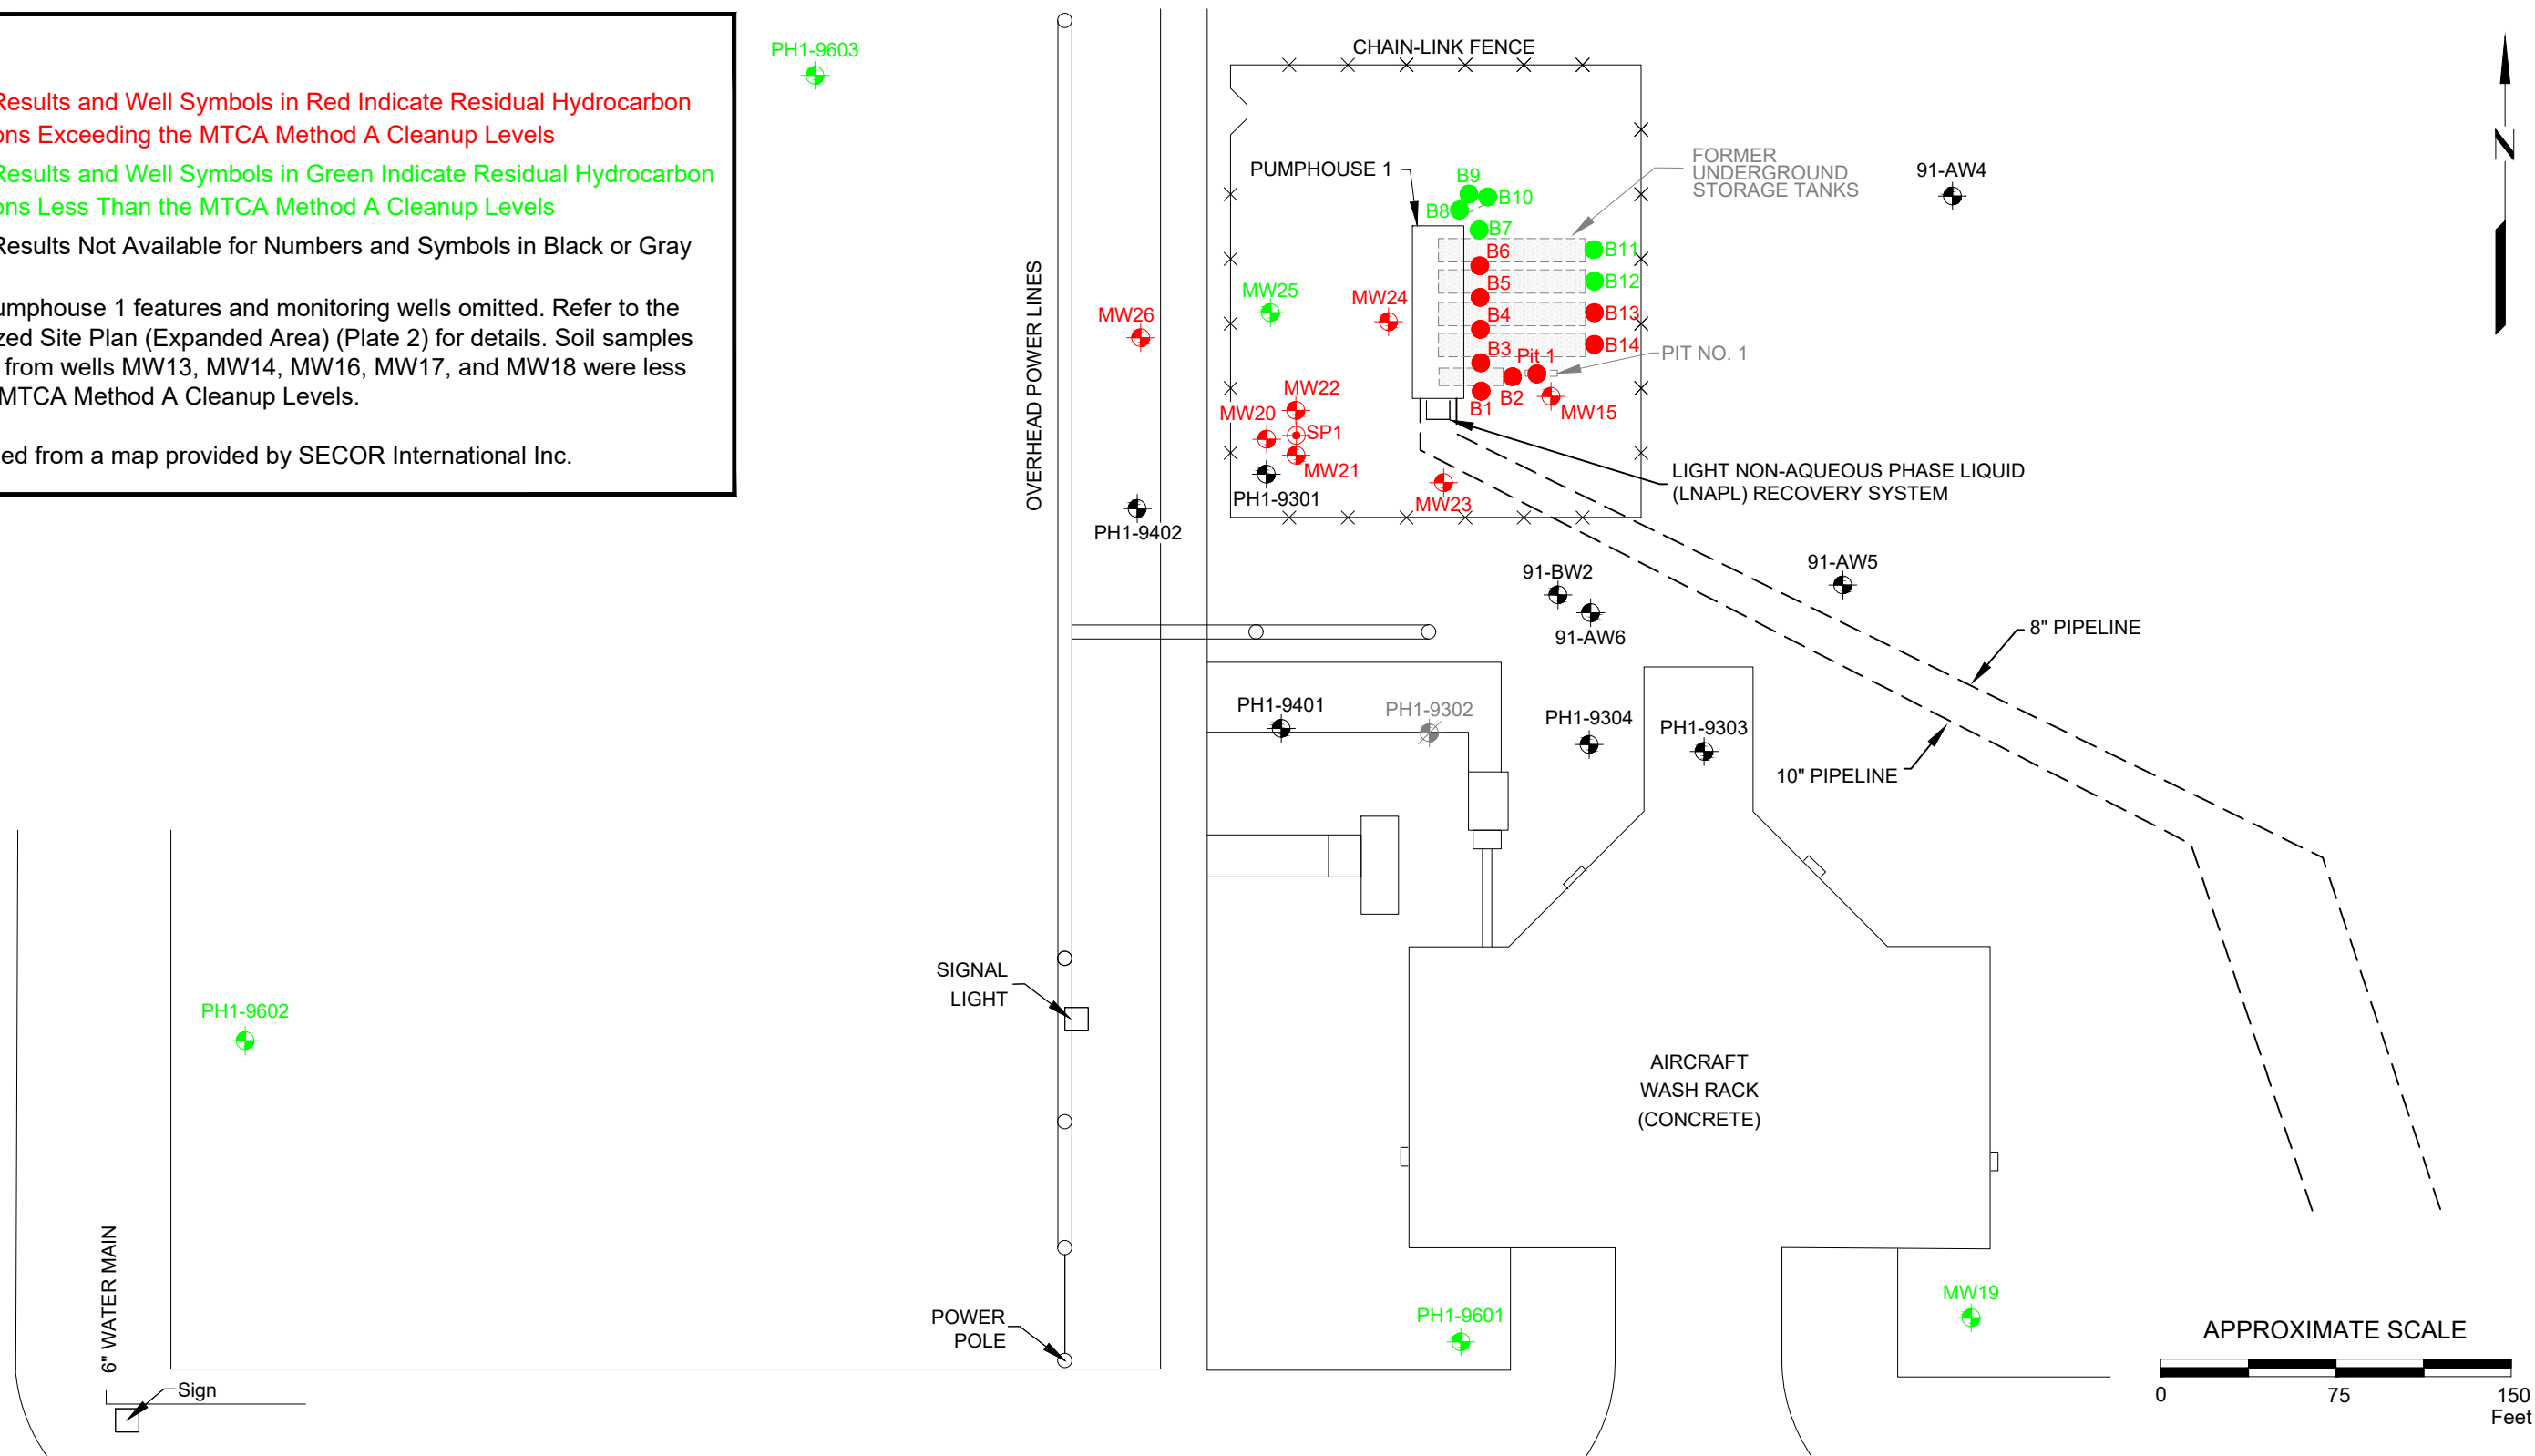 Results and Well Symbols in Red Indicate Residual Hydrocarbon
ons Exceeding the MTCA Method A Cleanup Levels
Results and Well Symbols in Green Indicate Residual Hydrocarbon
ons Less Than the MTCA Method A Cleanup Levels
Results Not Available for Numbers and Symbols in Black or Gray
umphouse 1 features and monitoring wells omitted. Refer to the
zed Site Plan (Expanded Area) (Plate 2) for details. Soil samples
from wells MW13, MW14, MW16, MW17, and MW18 were less
MTCA Method A Cleanup Levels.
ed from a map provided by SECOR International Inc.
PH1-9603
CHAIN-LINK FENCE
N
PUMPHOUSE 1
FORMER
UNDERGROUND
STORAGE TANKS
91-AW4
B9
B10
B8
B7
B6
B11
B5
B12
B4
B13
B3
B14
Pit 1
PIT NO. 1
B1
B2
MW15
OVERHEAD POWER LINES
MW26
MW25
MW24
MW22
MW20
SP1
MW21
PH1-9301
MW23
PH1-9402
LIGHT NON-AQUEOUS PHASE LIQUID
(LNAPL) RECOVERY SYSTEM
91-BW2
91-AW6
91-AW5
8" PIPELINE
10" PIPELINE
PH1-9401
PH1-9302
PH1-9304
PH1-9303
SIGNAL
LIGHT
PH1-9602
AIRCRAFT
WASH RACK
(CONCRETE)
6" WATER MAIN
POWER
POLE
PH1-9601
MW19
Sign
APPROXIMATE SCALE
0 75 150
Feet